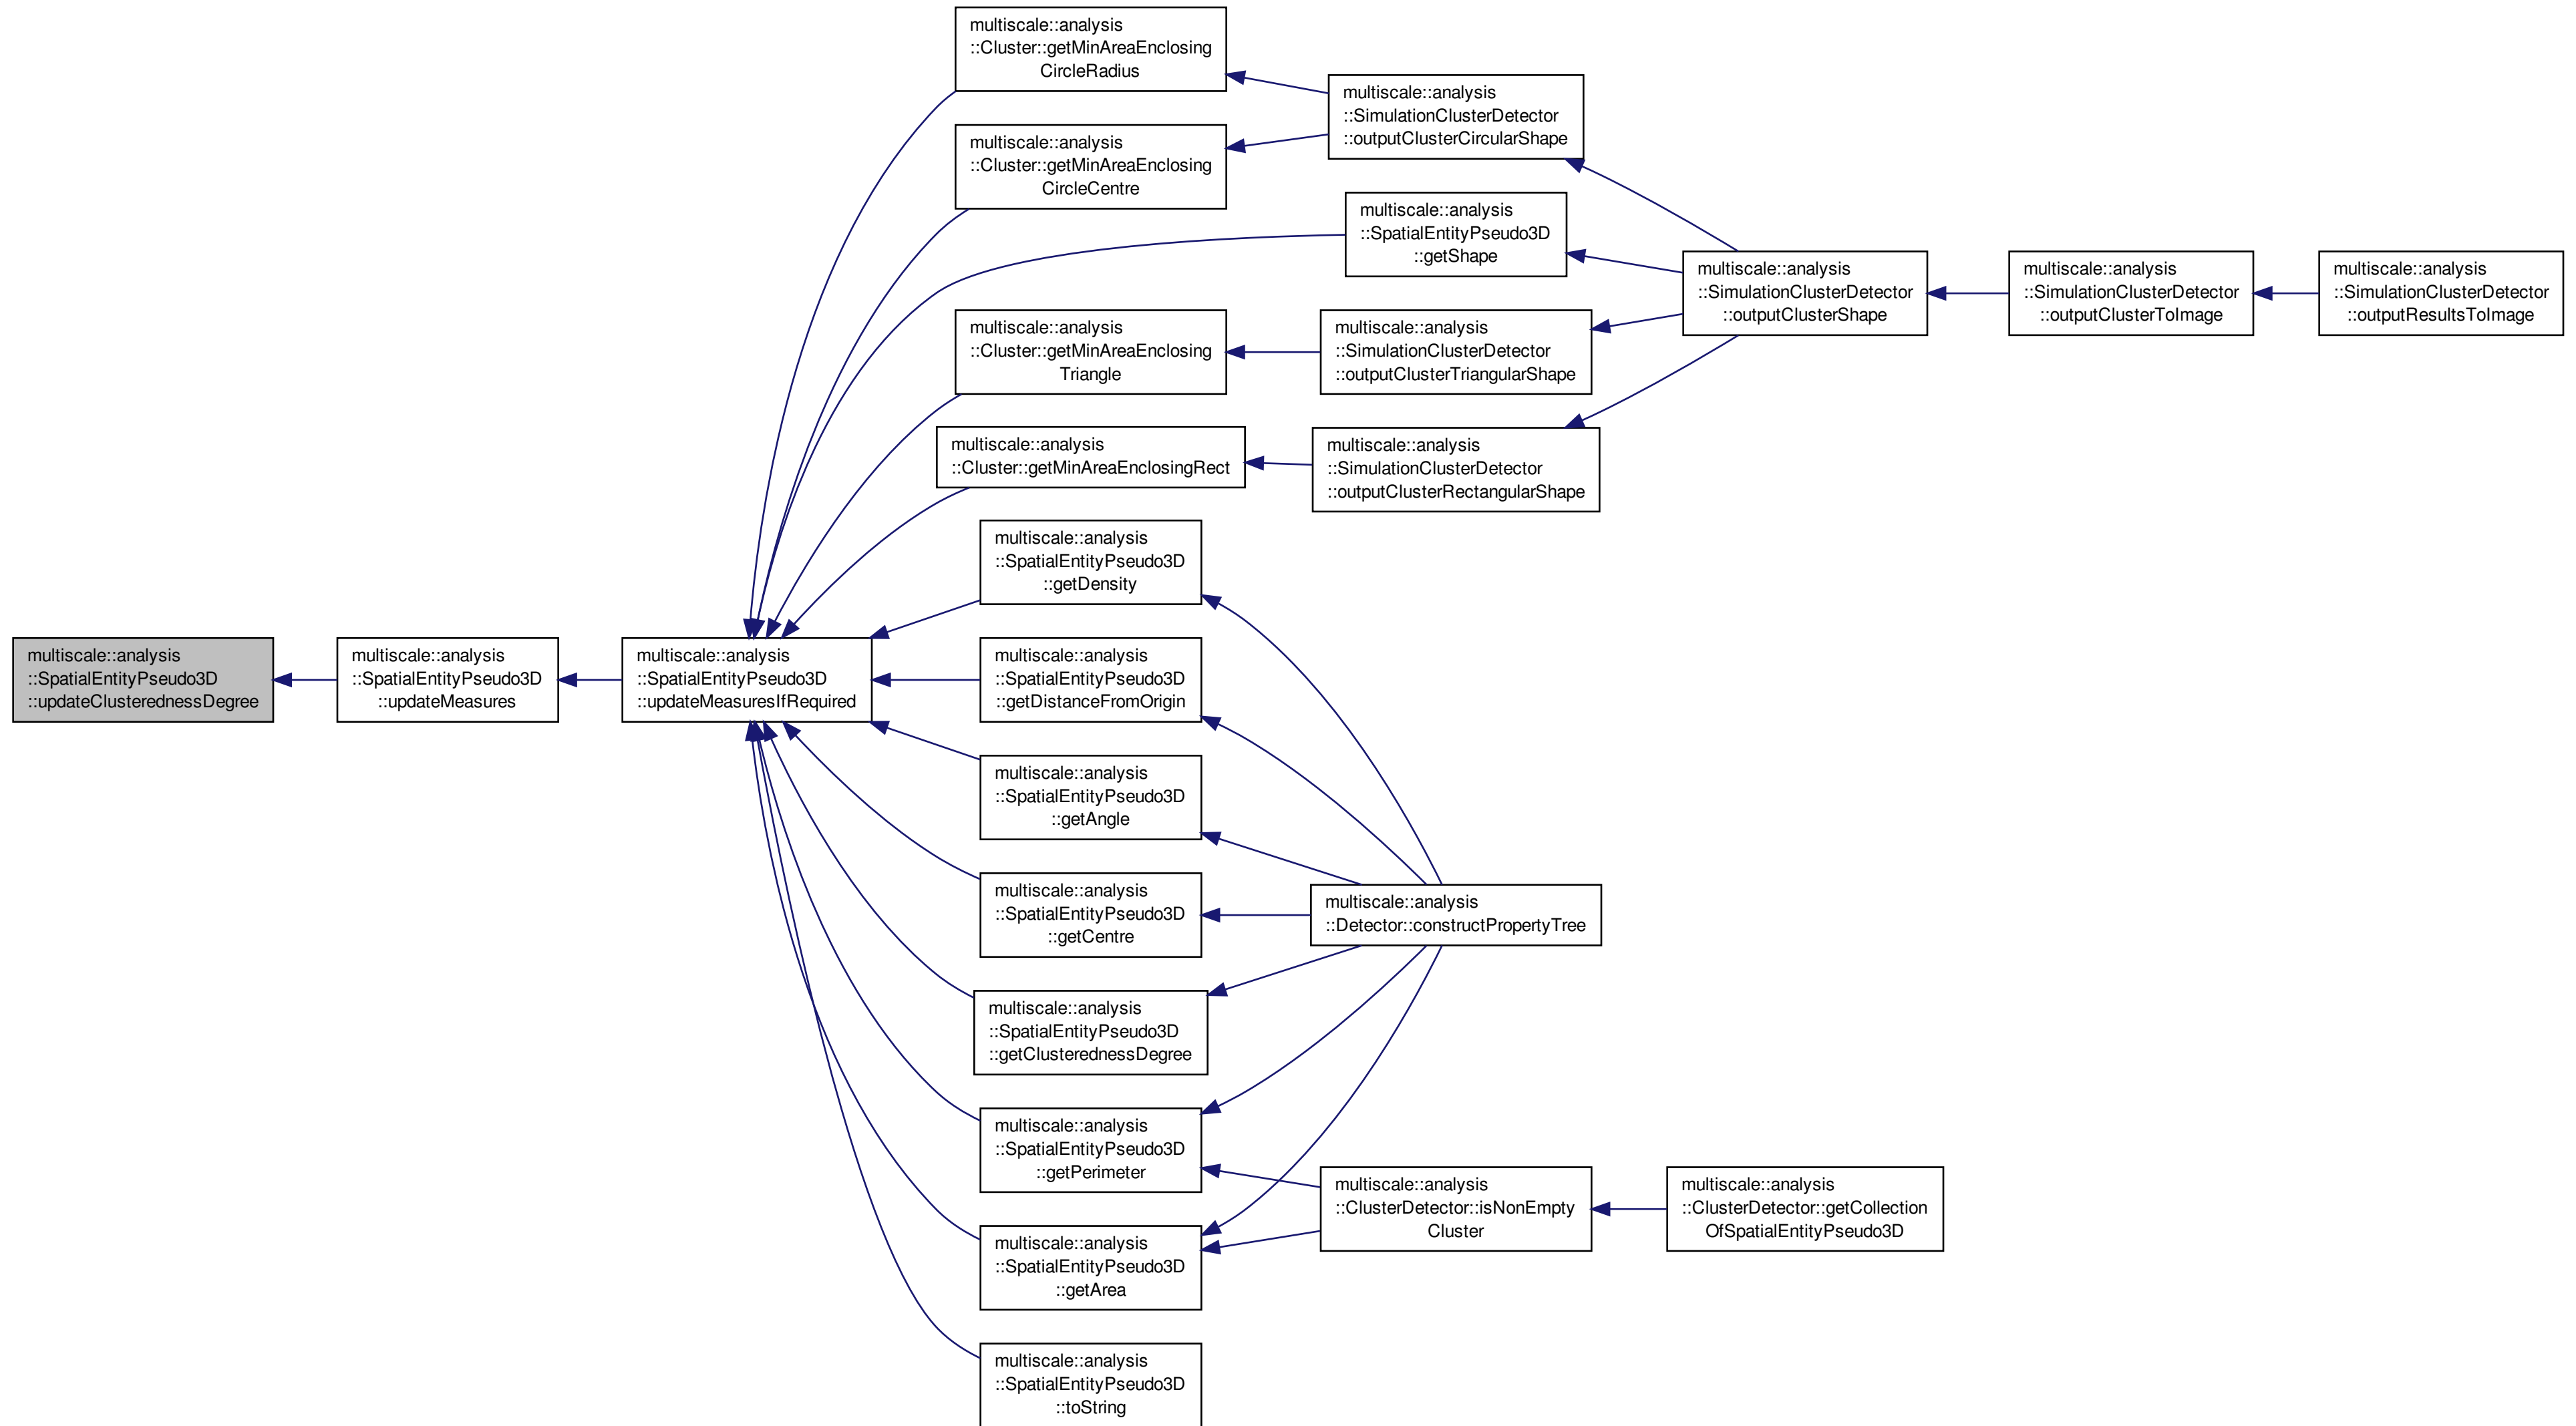 multiscale::analysis
::Cluster::getMinAreaEnclosing
CircleRadius
multiscale::analysis
::SimulationClusterDetector
::outputClusterCircularShape
multiscale::analysis
::Cluster::getMinAreaEnclosing
CircleCentre
multiscale::analysis
::SpatialEntityPseudo3D
::getShape
multiscale::analysis
::SimulationClusterDetector
::outputClusterShape
multiscale::analysis
::SimulationClusterDetector
::outputClusterToImage
multiscale::analysis
::SimulationClusterDetector
::outputResultsToImage
multiscale::analysis
::Cluster::getMinAreaEnclosing
Triangle
multiscale::analysis
::SimulationClusterDetector
::outputClusterTriangularShape
multiscale::analysis
::Cluster::getMinAreaEnclosingRect
multiscale::analysis
::SimulationClusterDetector
::outputClusterRectangularShape
multiscale::analysis
::SpatialEntityPseudo3D
::getDensity
multiscale::analysis
::SpatialEntityPseudo3D
::updateClusterednessDegree
multiscale::analysis
::SpatialEntityPseudo3D
::updateMeasures
multiscale::analysis
::SpatialEntityPseudo3D
::updateMeasuresIfRequired
multiscale::analysis
::SpatialEntityPseudo3D
::getDistanceFromOrigin
multiscale::analysis
::SpatialEntityPseudo3D
::getAngle
multiscale::analysis
::SpatialEntityPseudo3D
::getCentre
multiscale::analysis
::Detector::constructPropertyTree
multiscale::analysis
::SpatialEntityPseudo3D
::getClusterednessDegree
multiscale::analysis
::SpatialEntityPseudo3D
::getPerimeter
multiscale::analysis
::ClusterDetector::isNonEmpty
Cluster
multiscale::analysis
::ClusterDetector::getCollection
OfSpatialEntityPseudo3D
multiscale::analysis
::SpatialEntityPseudo3D
::getArea
multiscale::analysis
::SpatialEntityPseudo3D
::toString